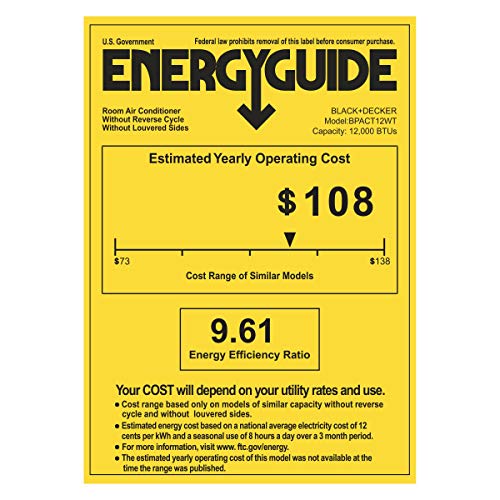 U.S. Government Federal law prohibits removal of this label before consumer purchase.
ENERGYGUIDE
Room Air Conditioner
Without Reverse Cycle
Without Louvered Sides
BLACK+DECKER
Model:BPACT12WT
Capacity: 12,000 BTUs
Estimated Yearly Operating Cost
$108
$73 $138
Cost Range of Similar Models
9.61
Energy Efficiency Ratio
Your COST will depend on your utility rates and use.
● Cost range based only on models of similar capacity without reverse
cycle and without louvered sides.
● Estimated energy cost based on a national average electricity cost of 12
cents per kWh and a seasonal use of 8 hours a day over a 3 month period.
● For more information, visit www. ftc.gov/energy.
● The estimated yearly operating cost of this model was not available at the
time the range was published.